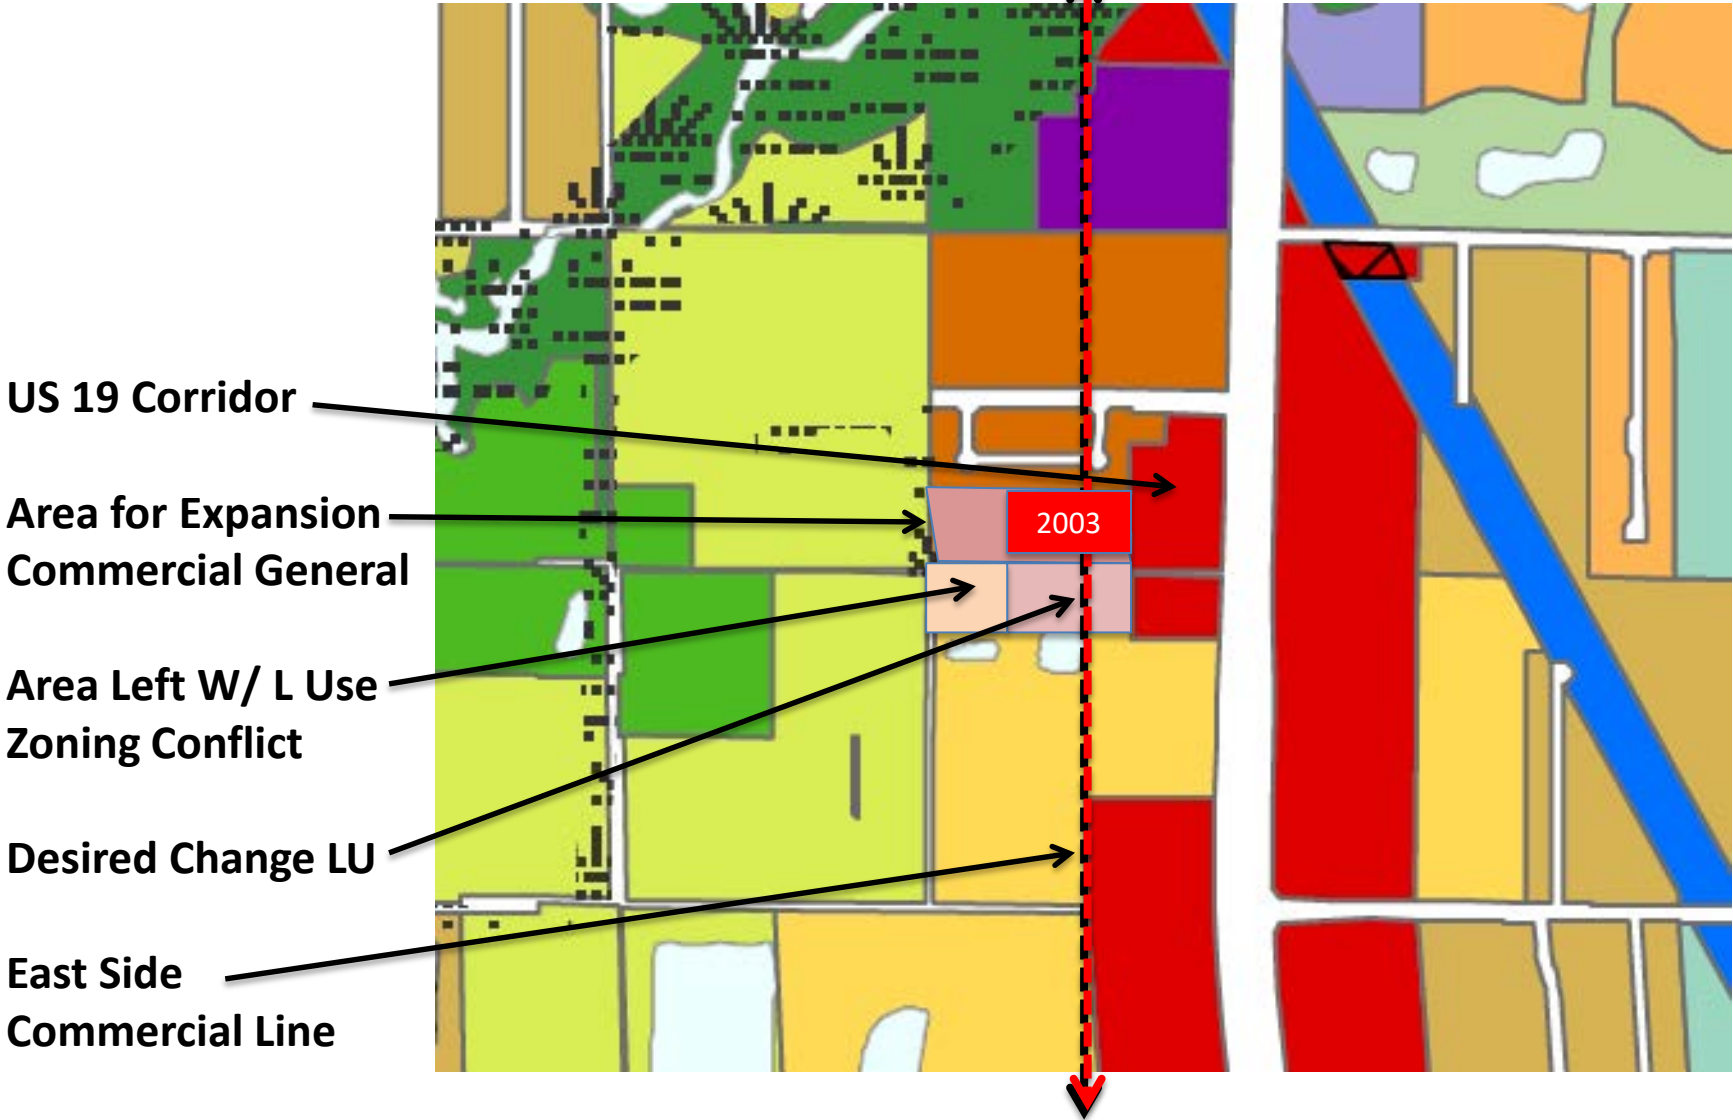 US 19 Corridor
Area for Expansion
Commercial General
2003
Area Left W/ L Use
Zoning Conflict
Desired Change LU
East Side
Commercial Line